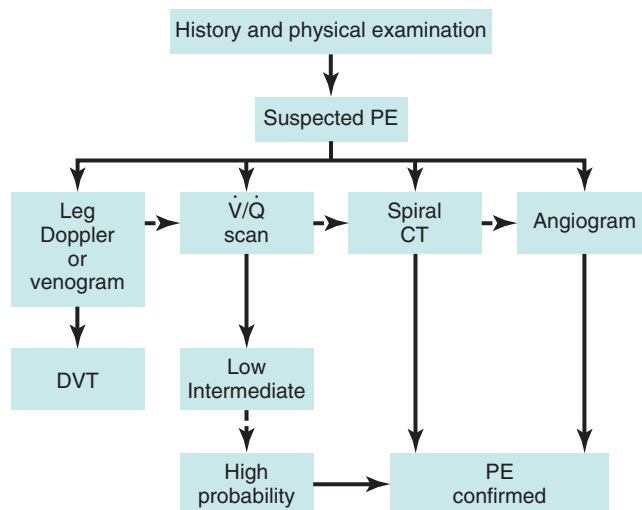 History and physical examination
Suspected PE
Leg
Doppler
or
venogram
V̇/Q̇
scan
Spiral
CT
Angiogram
DVT
Low
Intermediate
High
probability
PE
confirmed